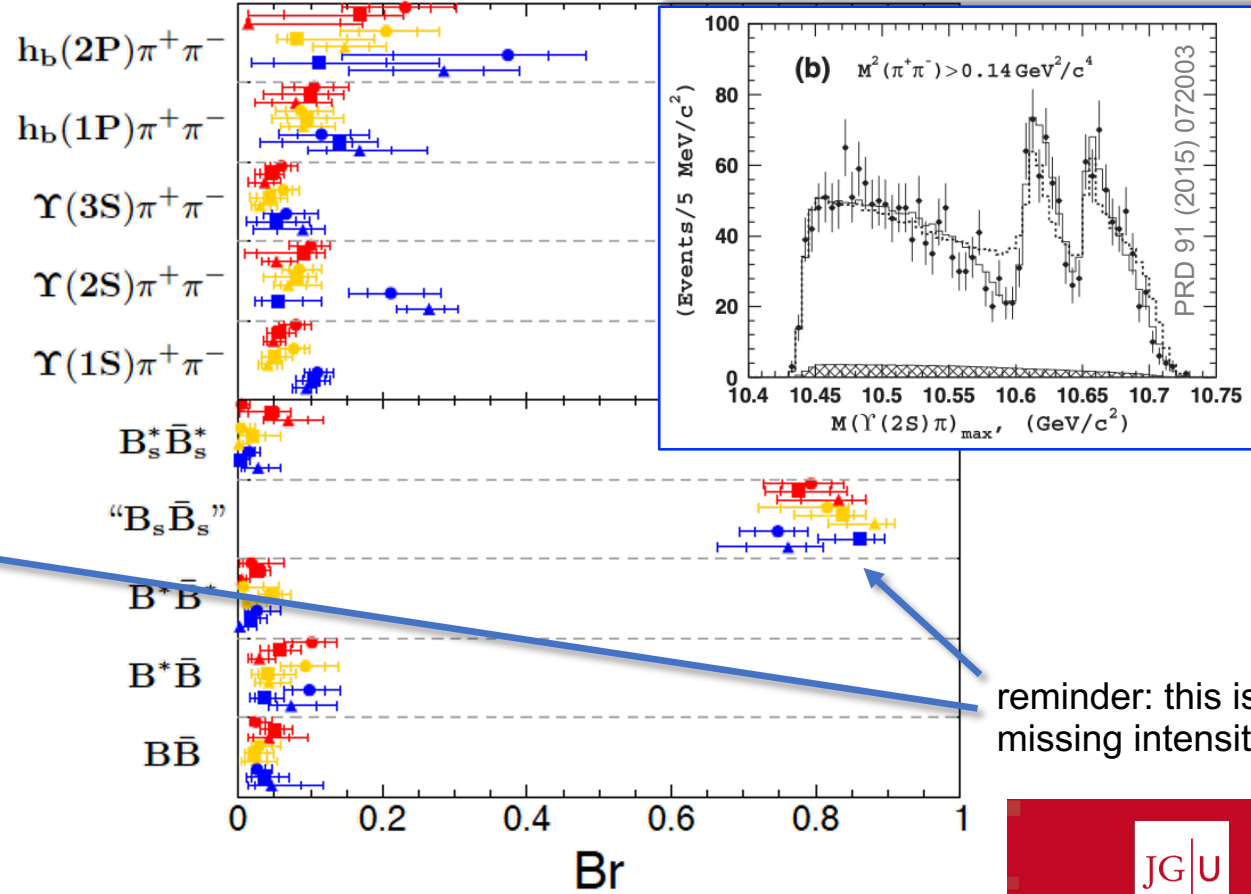 h_b(2P)π⁺π⁻
h_b(1P)π⁺π⁻
Υ(3S)π⁺π⁻
Υ(2S)π⁺π⁻
Υ(1S)π⁺π⁻
B_s*B̄_s*
“B_sB̄_s”
B*B̄*
B*B̄
BB̄
0 0.2 0.4 0.6 0.8 1
Br
(b) M²(π⁺π⁻)>0.14GeV²/c⁴
(Events/5 MeV/c²)
100
80
60
40
20
0
10.4 10.45 10.5 10.55 10.6 10.65 10.7 10.75
M(Υ(2S)π)_max, (GeV/c²)
PRD 91 (2015) 072003
reminder: this is
missing intensit
JG|U